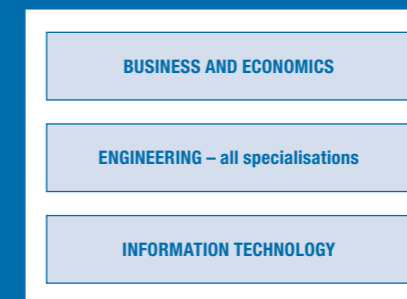 BUSINESS AND ECONOMICS
ENGINEERING – all specialisations
INFORMATION TECHNOLOGY